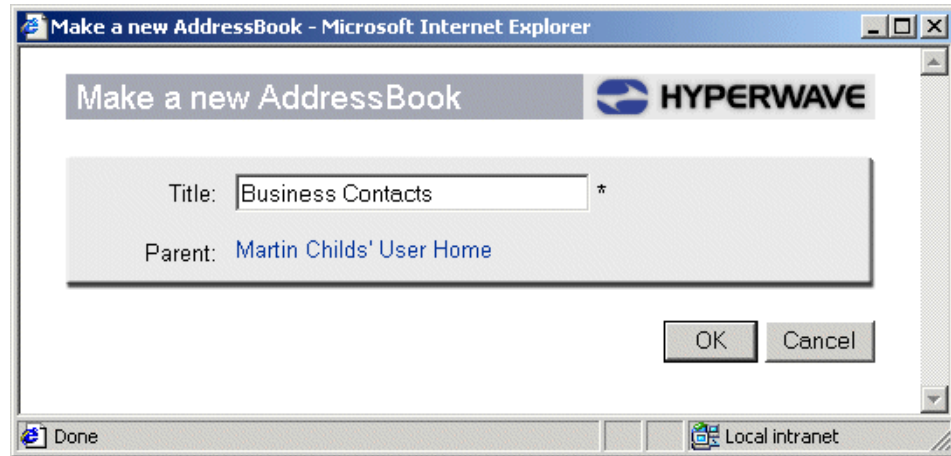 Make a new AddressBook - Microsoft Internet Explorer
Make a new AddressBook HYPERWAVE
Title: Business Contacts *
Parent: Martin Childs' User Home
OK Cancel
Done Local intranet